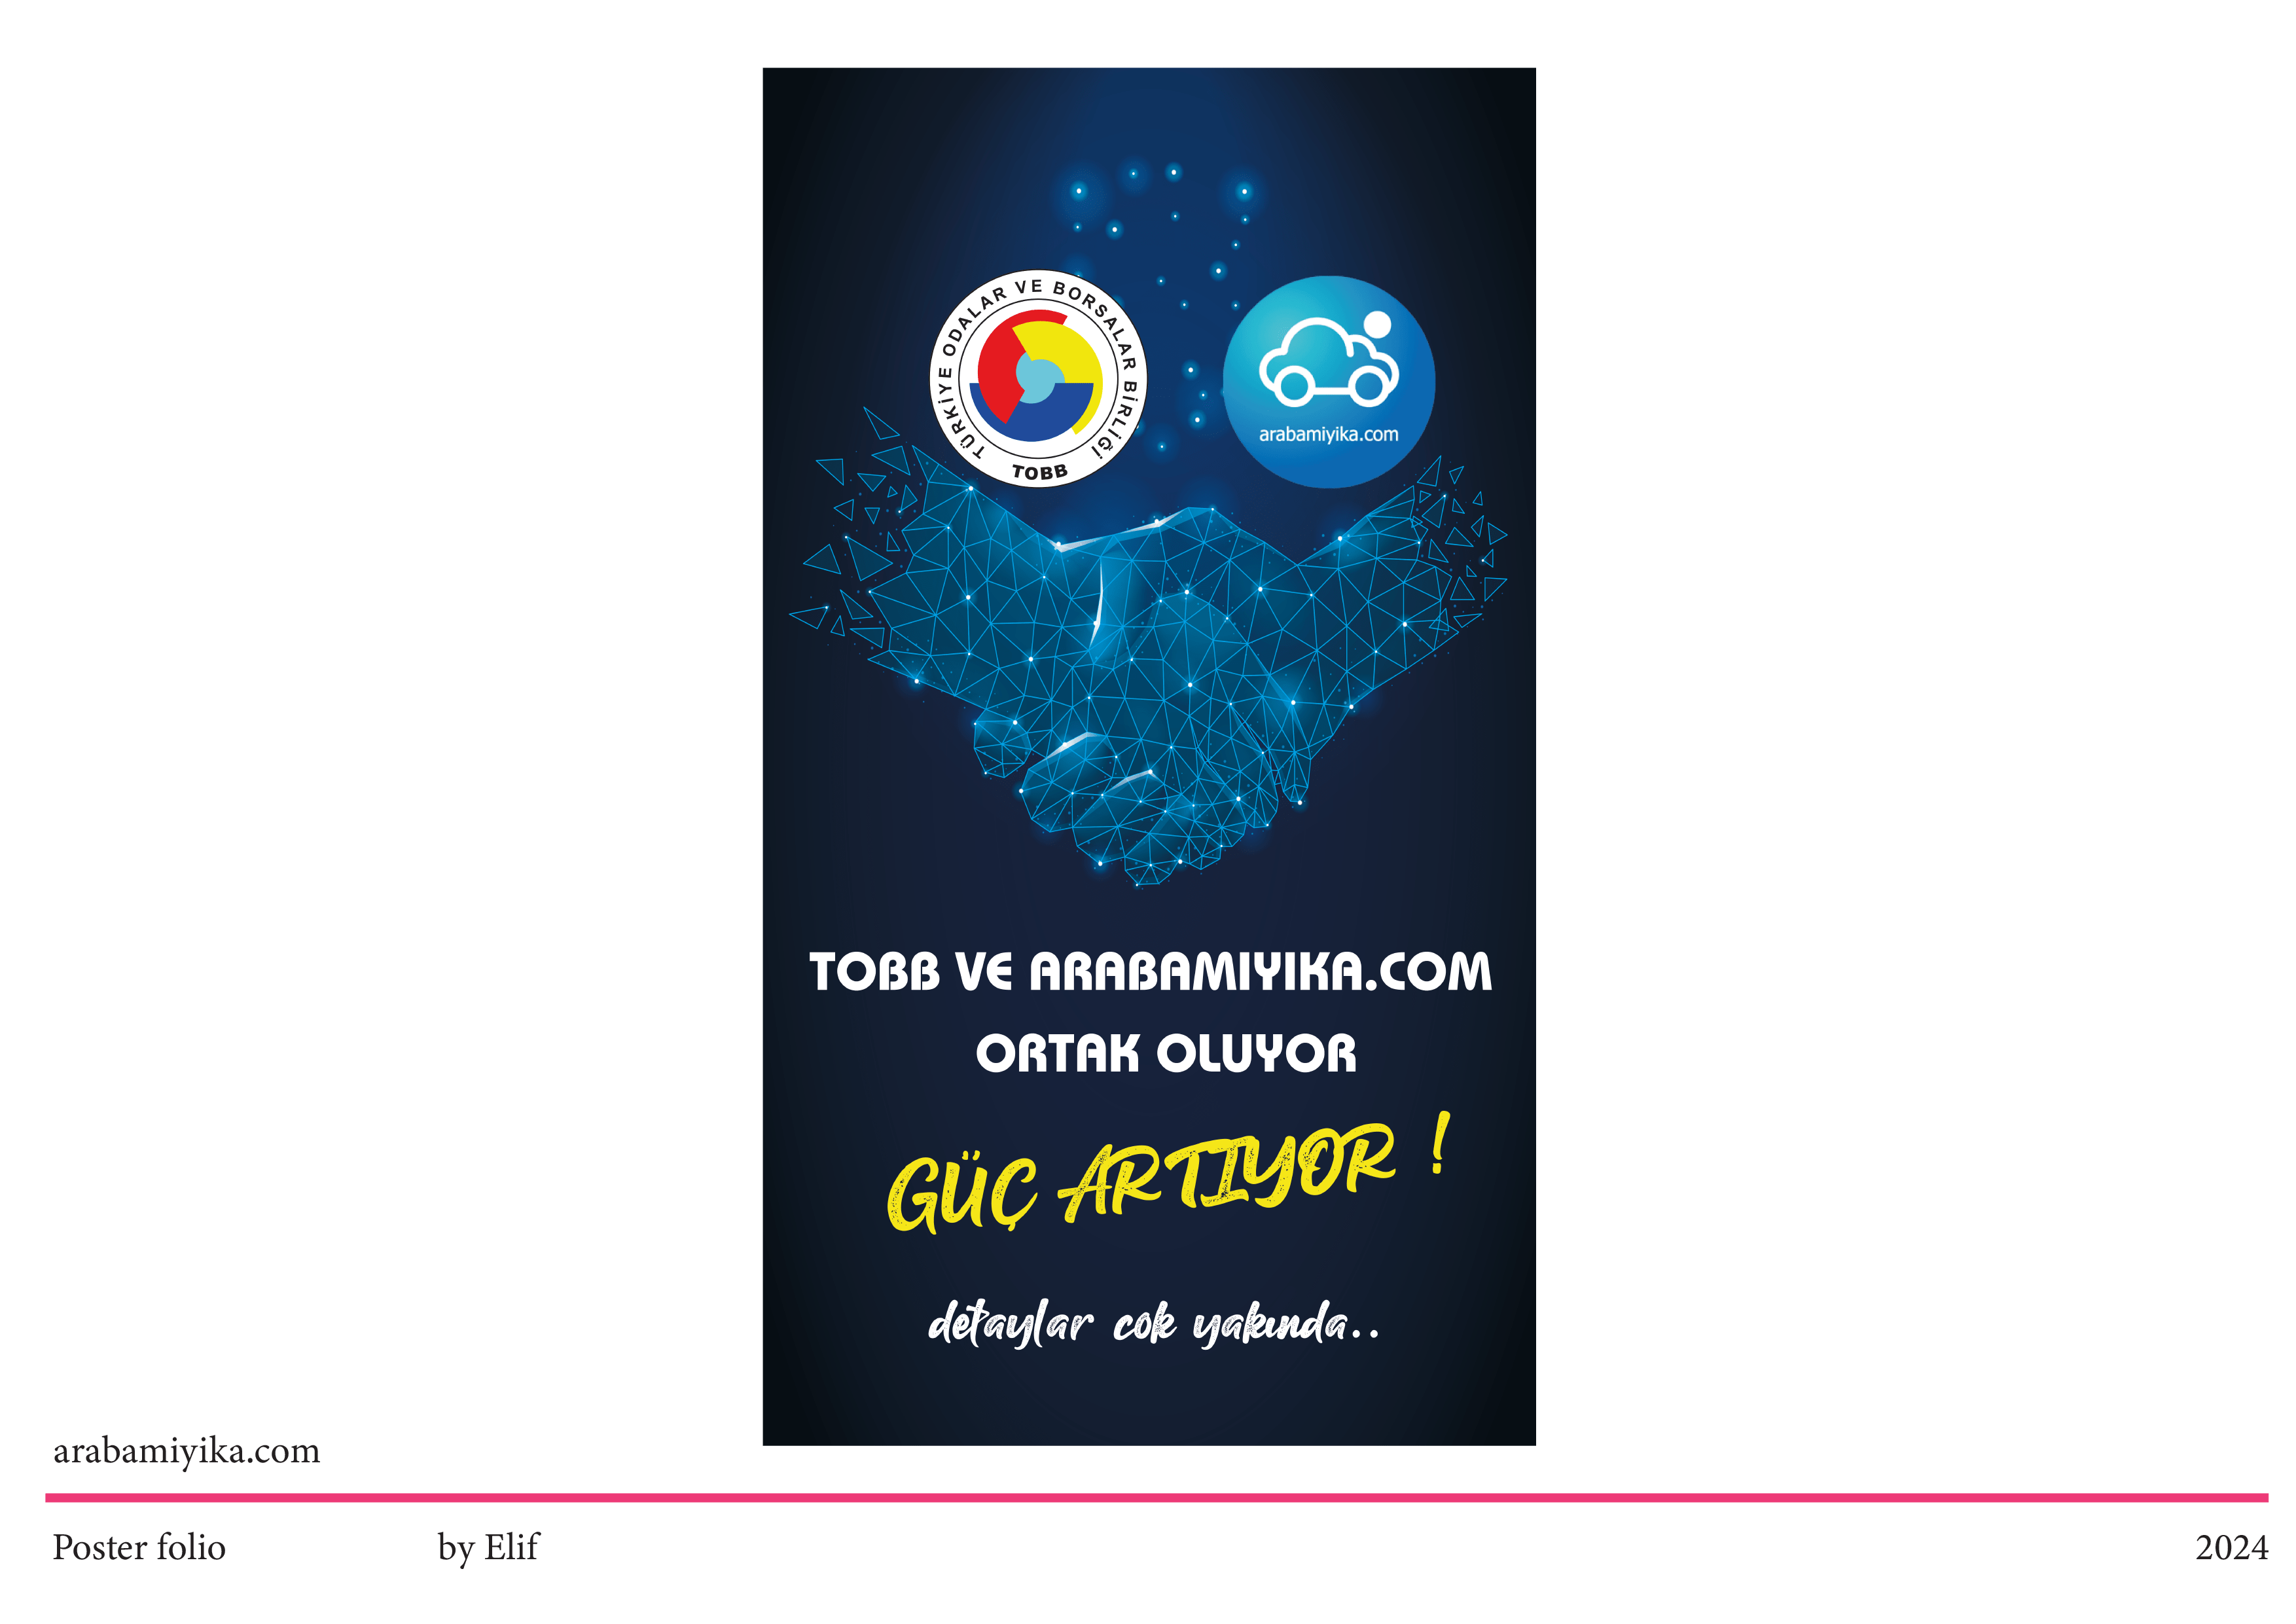 TÜRKİYE ODALAR VE BORSALAR BİRLİĞİ
TOBB
arabamiyika.com
TOBB VE ARABAMIYIKA.COM
ORTAK OLUYOR
GÜÇ ARTIYOR !
detaylar cok yakında..
arabamiyika.com
Poster folio by Elif 2024